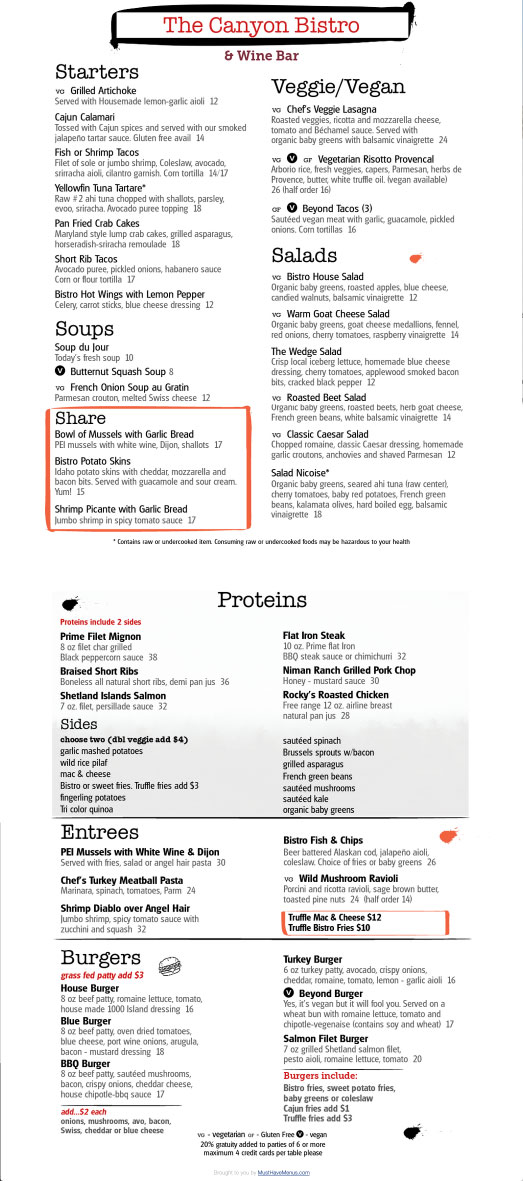 The Canyon Bistro
& Wine Bar
Starters
VG Grilled Artichoke
Served with Housemade lemon-garlic aioli 12
Cajun Calamari
Tossed with Cajun spices and served with our smoked
jalapeño tartar sauce. Gluten free avail 14
Fish or Shrimp Tacos
Filet of sole or jumbo shrimp, Coleslaw, avocado,
sriracha aioli, cilantro garnish. Corn tortilla 14/17
Yellowfin Tuna Tartare*
Raw #2 ahi tuna chopped with shallots, parsley,
evoo, sriracha. Avocado puree topping 18
Pan Fried Crab Cakes
Maryland style lump crab cakes, grilled asparagus,
horseradish-sriracha remoulade 18
Short Rib Tacos
Avocado puree, pickled onions, habanero sauce
Corn or flour tortilla 17
Bistro Hot Wings with Lemon Pepper
Celery, carrot sticks, blue cheese dressing 12
Soups
Soup du Jour
Today's fresh soup 10
V Butternut Squash Soup 8
VG French Onion Soup au Gratin
Parmesan crouton, melted Swiss cheese 12
Share
Bowl of Mussels with Garlic Bread
PEI mussels with white wine, Dijon, shallots 17
Bistro Potato Skins
Idaho potato skins with cheddar, mozzarella and
bacon bits. Served with guacamole and sour cream.
Yum! 15
Shrimp Picante with Garlic Bread
Jumbo shrimp in spicy tomato sauce 17
Veggie/Vegan
VG Chef's Veggie Lasagna
Roasted veggies, ricotta and mozzarella cheese,
tomato and Béchamel sauce. Served with
organic baby greens with balsamic vinaigrette 24
VG V GF Vegetarian Risotto Provencal
Arborio rice, fresh veggies, capers, Parmesan, herbs de
Provence, butter, white truffle oil. (vegan available)
26 (half order 16)
GF V Beyond Tacos (3)
Sautéed vegan meat with garlic, guacamole, pickled
onions. Corn tortillas 16
Salads
VG Bistro House Salad
Organic baby greens, roasted apples, blue cheese,
candied walnuts, balsamic vinaigrette 12
VG Warm Goat Cheese Salad
Organic baby greens, goat cheese medallions, fennel,
red onions, cherry tomatoes, raspberry vinaigrette 14
The Wedge Salad
Crisp local iceberg lettuce, homemade blue cheese
dressing, cherry tomatoes, applewood smoked bacon
bits, cracked black pepper 12
VG Roasted Beet Salad
Organic baby greens, roasted beets, herb goat cheese,
French green beans, white balsamic vinaigrette 14
VG Classic Caesar Salad
Chopped romaine, classic Caesar dressing, homemade
garlic croutons, anchovies and shaved Parmesan 12
Salad Nicoise*
Organic baby greens, seared ahi tuna (raw center),
cherry tomatoes, baby red potatoes, French green
beans, kalamata olives, hard boiled egg, balsamic
vinaigrette 18
* Contains raw or undercooked item. Consuming raw or undercooked foods may be hazardous to your health
Proteins
Proteins include 2 sides
Prime Filet Mignon
8 oz filet char grilled
Black peppercorn sauce 38
Braised Short Ribs
Boneless all natural short ribs, demi pan jus 36
Shetland Islands Salmon
7 oz. filet, persillade sauce 32
Flat Iron Steak
10 oz. Prime flat Iron
BBQ steak sauce or chimichurri 32
Niman Ranch Grilled Pork Chop
Honey - mustard sauce 30
Rocky's Roasted Chicken
Free range 12 oz. airline breast
natural pan jus 28
Sides
choose two (dbl veggie add $4)
garlic mashed potatoes
wild rice pilaf
mac & cheese
Bistro or sweet fries. Truffle fries add $3
fingerling potatoes
Tri color quinoa
sautéed spinach
Brussels sprouts w/bacon
grilled asparagus
French green beans
sautéed mushrooms
sautéed kale
organic baby greens
Entrees
PEI Mussels with White Wine & Dijon
Served with fries, salad or angel hair pasta 30
Chef's Turkey Meatball Pasta
Marinara, spinach, tomatoes, Parm 24
Shrimp Diablo over Angel Hair
Jumbo shrimp, spicy tomato sauce with
zucchini and squash 32
Bistro Fish & Chips
Beer battered Alaskan cod, jalapeño aioli,
coleslaw. Choice of fries or baby greens 26
VG Wild Mushroom Ravioli
Porcini and ricotta ravioli, sage brown butter,
toasted pine nuts 24 (half order 14)
Truffle Mac & Cheese $12
Truffle Bistro Fries $10
Burgers
grass fed patty add $3
House Burger
8 oz beef patty, romaine lettuce, tomato,
house made 1000 Island dressing 16
Blue Burger
8 oz beef patty, oven dried tomatoes,
blue cheese, port wine onions, arugula,
bacon - mustard dressing 18
BBQ Burger
8 oz beef patty, sautéed mushrooms,
bacon, crispy onions, cheddar cheese,
house chipotle-bbq sauce 17
add...$2 each
onions, mushrooms, avo, bacon,
Swiss, cheddar or blue cheese
Turkey Burger
6 oz turkey patty, avocado, crispy onions,
cheddar, romaine, tomato, lemon - garlic aioli 16
V Beyond Burger
Yes, it's vegan but it will fool you. Served on a
wheat bun with romaine lettuce, tomato and
chipotle-vegenaise (contains soy and wheat) 17
Salmon Filet Burger
7 oz grilled Shetland salmon filet,
pesto aioli, romaine lettuce, tomato 20
Burgers include:
Bistro fries, sweet potato fries,
baby greens or coleslaw
Cajun fries add $1
Truffle fries add $3
VG - vegetarian GF - Gluten Free V - vegan
20% gratuity added to parties of 6 or more
maximum 4 credit cards per table please
Brought to you by MustHaveMenus.com